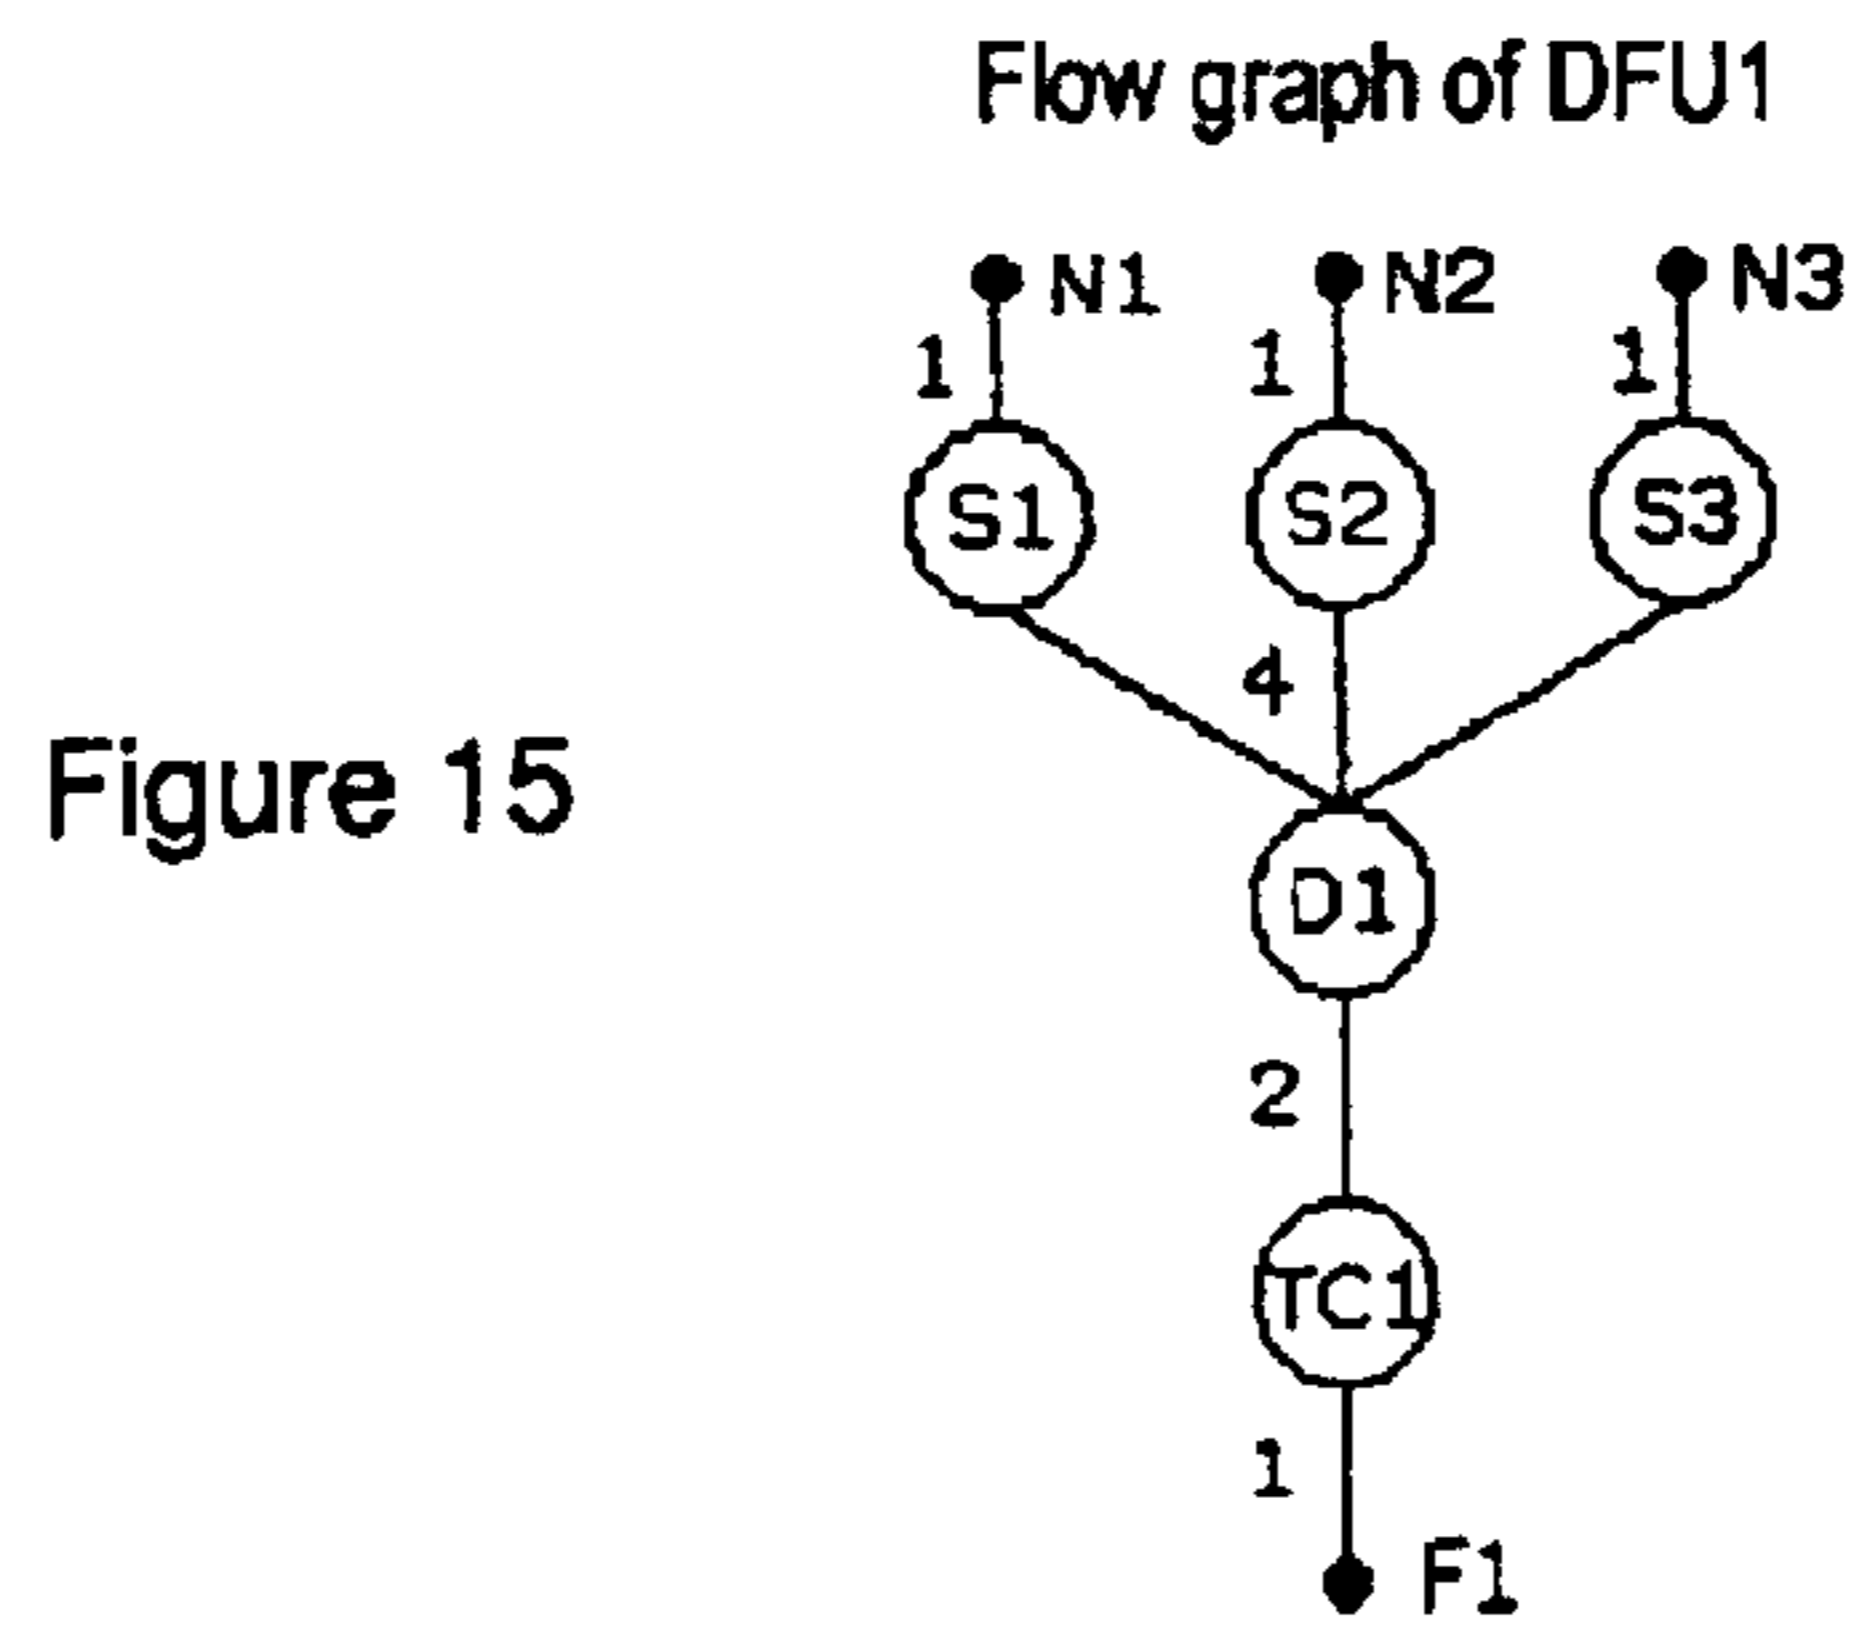 Flow graph of DFU1
N1 N2 N3
1 1 1
S1 S2 S3
4
Figure 15
D1
2
TC1
1
F1